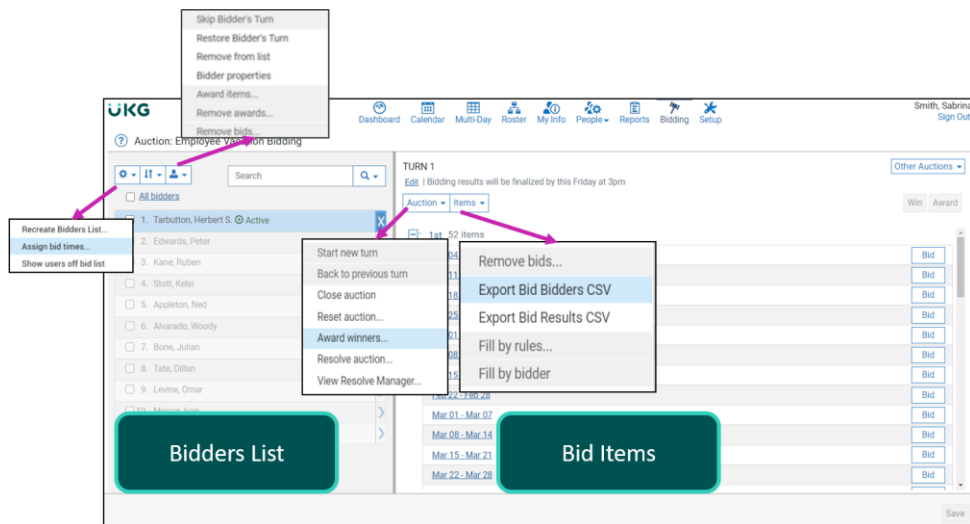 Skip Bidder's Turn
Restore Bidder's Turn
Remove from list
Bidder properties
Award items...
Remove awards...
Remove bids...
UKG
Dashboard Calendar Multi-Day Roster My Info People Reports Bidding Setup
Smith, Sabrina
Sign Out
Auction: Employee Vacation Bidding
Search
All bidders
1. Tarbutton, Herbert S. Active
2. Edwards, Peter
3. Kane, Ruben
4. Stott, Kelsi
5. Appleton, Ned
6. Alvarado, Woody
7. Bone, Julian
8. Tate, Dillan
9. Levine, Omar
Recreate Bidders List...
Assign bid times...
Show users off bid list
TURN 1
Edit | Bidding results will be finalized by this Friday at 3pm
Other Auctions
Auction Items
Win Award
1st 52 items
Start new turn
Back to previous turn
Close auction
Reset auction...
Award winners...
Resolve auction...
View Resolve Manager...
Remove bids...
Export Bid Bidders CSV
Export Bid Results CSV
Fill by rules...
Fill by bidder
Bid
Bid
Bid
Bid
Bid
Bid
Bid
Feb 22 - Feb 28 Bid
Mar 01 - Mar 07 Bid
Mar 08 - Mar 14 Bid
Mar 15 - Mar 21 Bid
Mar 22 - Mar 28 Bid
Bidders List
Bid Items
Save